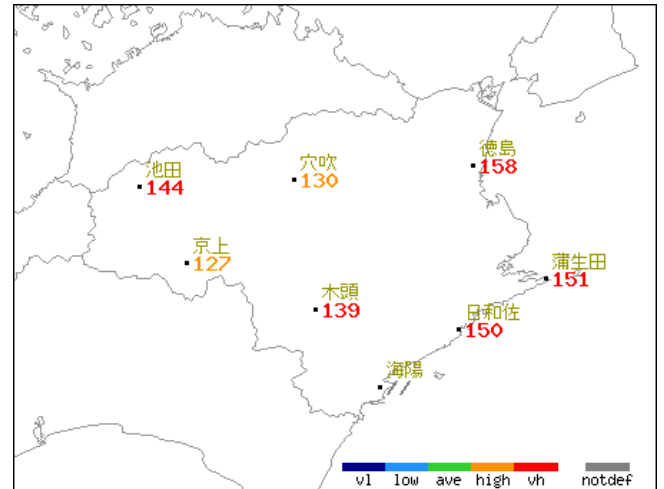 徳島
158
穴吹
130
池田
144
京上
127
蒲生田
151
木頭
139
日和佐
150
海陽
vl low ave high vh notdef